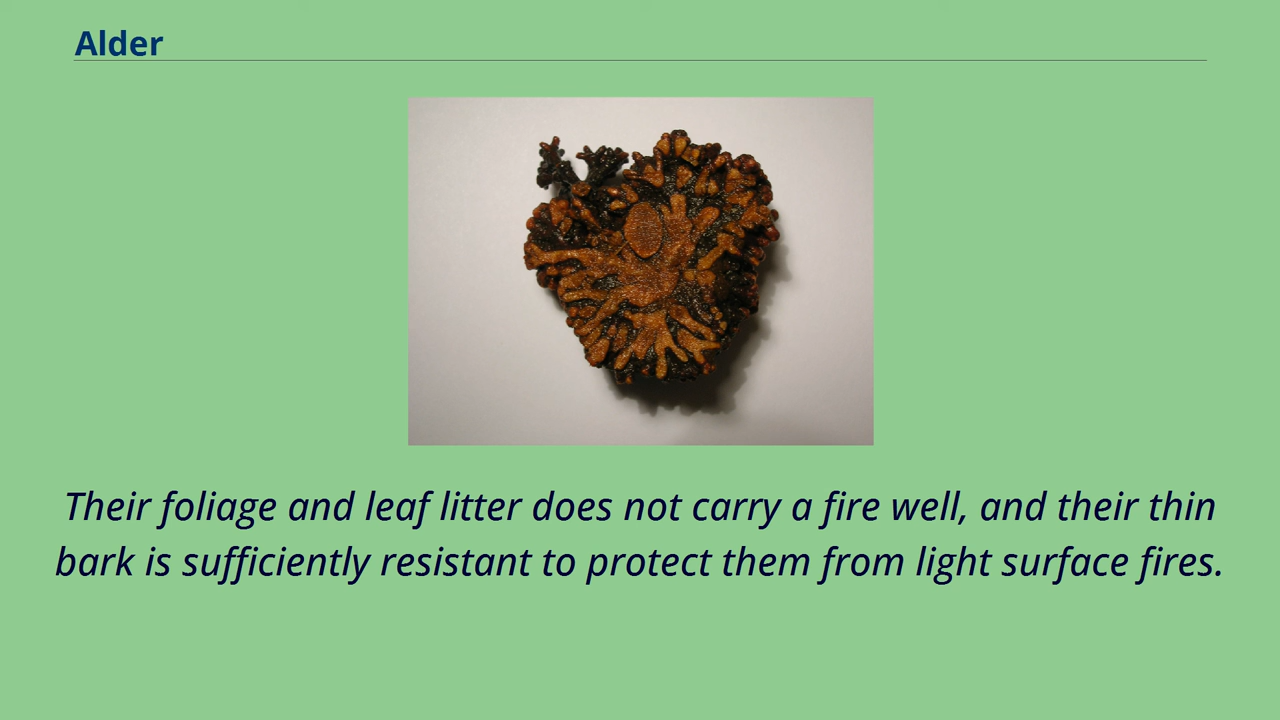 Alder
Their foliage and leaf litter does not carry a fire well, and their thin
bark is sufficiently resistant to protect them from light surface fires.